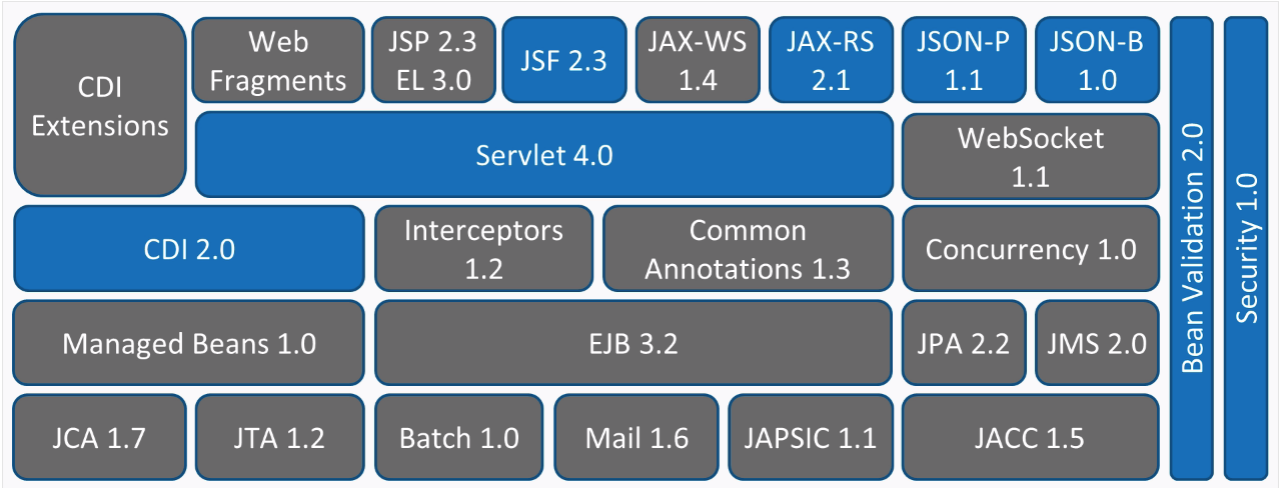 CDI
Extensions
Web
Fragments
JSP 2.3
EL 3.0
JSF 2.3
JAX-WS
1.4
JAX-RS
2.1
JSON-P
1.1
JSON-B
1.0
Servlet 4.0
WebSocket
1.1
CDI 2.0
Interceptors
1.2
Common
Annotations 1.3
Concurrency 1.0
Managed Beans 1.0
EJB 3.2
JPA 2.2
JMS 2.0
JCA 1.7
JTA 1.2
Batch 1.0
Mail 1.6
JAPSIC 1.1
JACC 1.5
Bean Validation 2.0
Security 1.0